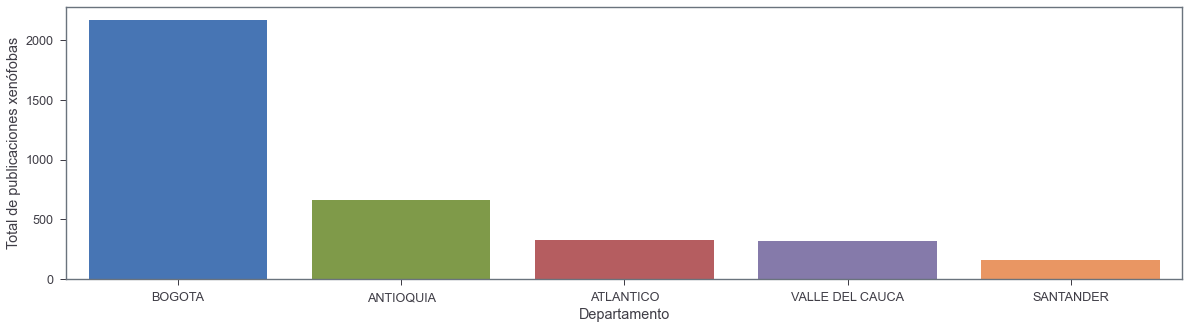 Total de publicaciones xenófobas
2000
1500
1000
500
0
BOGOTA ANTIOQUIA ATLANTICO VALLE DEL CAUCA SANTANDER
Departamento